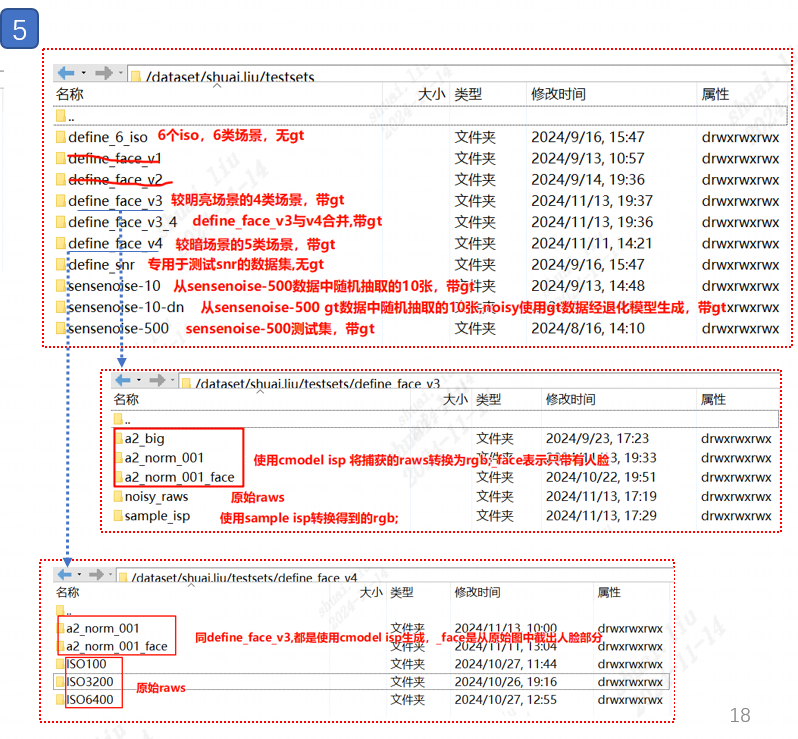 5
/dataset/shuai.liu/testsets
名称 大小 类型 修改时间 属性
..
define_6_iso 6个iso，6类场景，无gt 文件夹 2024/9/16, 15:47 drwxrwxrwx
define_face_v1 文件夹 2024/9/13, 10:57 drwxrwxrwx
define_face_v2 文件夹 2024/9/14, 19:36 drwxrwxrwx
define_face_v3 较明亮场景的4类场景，带gt 文件夹 2024/11/13, 19:37 drwxrwxrwx
define_face_v3_4 define_face_v3与v4合并,带gt 文件夹 2024/11/13, 19:36 drwxrwxrwx
define_face_v4 较暗场景的5类场景，带gt 文件夹 2024/11/11, 14:21 drwxrwxrwx
define_snr 专用于测试snr的数据集,无gt 文件夹 2024/9/16, 15:47 drwxrwxrwx
sensenoise-10 从sensenoise-500数据中随机抽取的10张，带gt 文件夹 2024/9/13, 14:48 drwxrwxrwx
sensenoise-10-dn 从sensenoise-500 gt数据中随机抽取的10张,noisy使用gt数据经退化模型生成，带gt drwxrwxrwx
sensenoise-500 sensenoise-500测试集，带gt 文件夹 2024/8/16, 14:10 drwxrwxrwx
/dataset/shuai.liu/testsets/define_face_v3
名称 大小 类型 修改时间 属性
..
a2_big 文件夹 2024/9/23, 17:23 drwxrwxrwx
a2_norm_001 使用cmodel isp 将捕获的raws转换为rgb;_face表示只带有人脸 19:33 drwxrwxrwx
a2_norm_001_face 文件夹 2024/10/22, 19:51 drwxrwxrwx
noisy_raws 原始raws 文件夹 2024/11/13, 17:19 drwxrwxrwx
sample_isp 使用sample isp转换得到的rgb; 文件夹 2024/11/13, 17:29 drwxrwxrwx
/dataset/shuai.liu/testsets/define_face_v4
名称 大小 类型 修改时间 属性
..
a2_norm_001 文件夹 2024/11/13, 10:00 drwxrwxrwx
同define_face_v3,都是使用cmodel isp生成，_face是从原始图中截出人脸部分
a2_norm_001_face 文件夹 2024/11/11, 13:04 drwxrwxrwx
ISO100 文件夹 2024/10/27, 11:44 drwxrwxrwx
ISO3200 原始raws 文件夹 2024/10/26, 19:16 drwxrwxrwx
ISO6400 文件夹 2024/10/27, 12:55 drwxrwxrwx
18